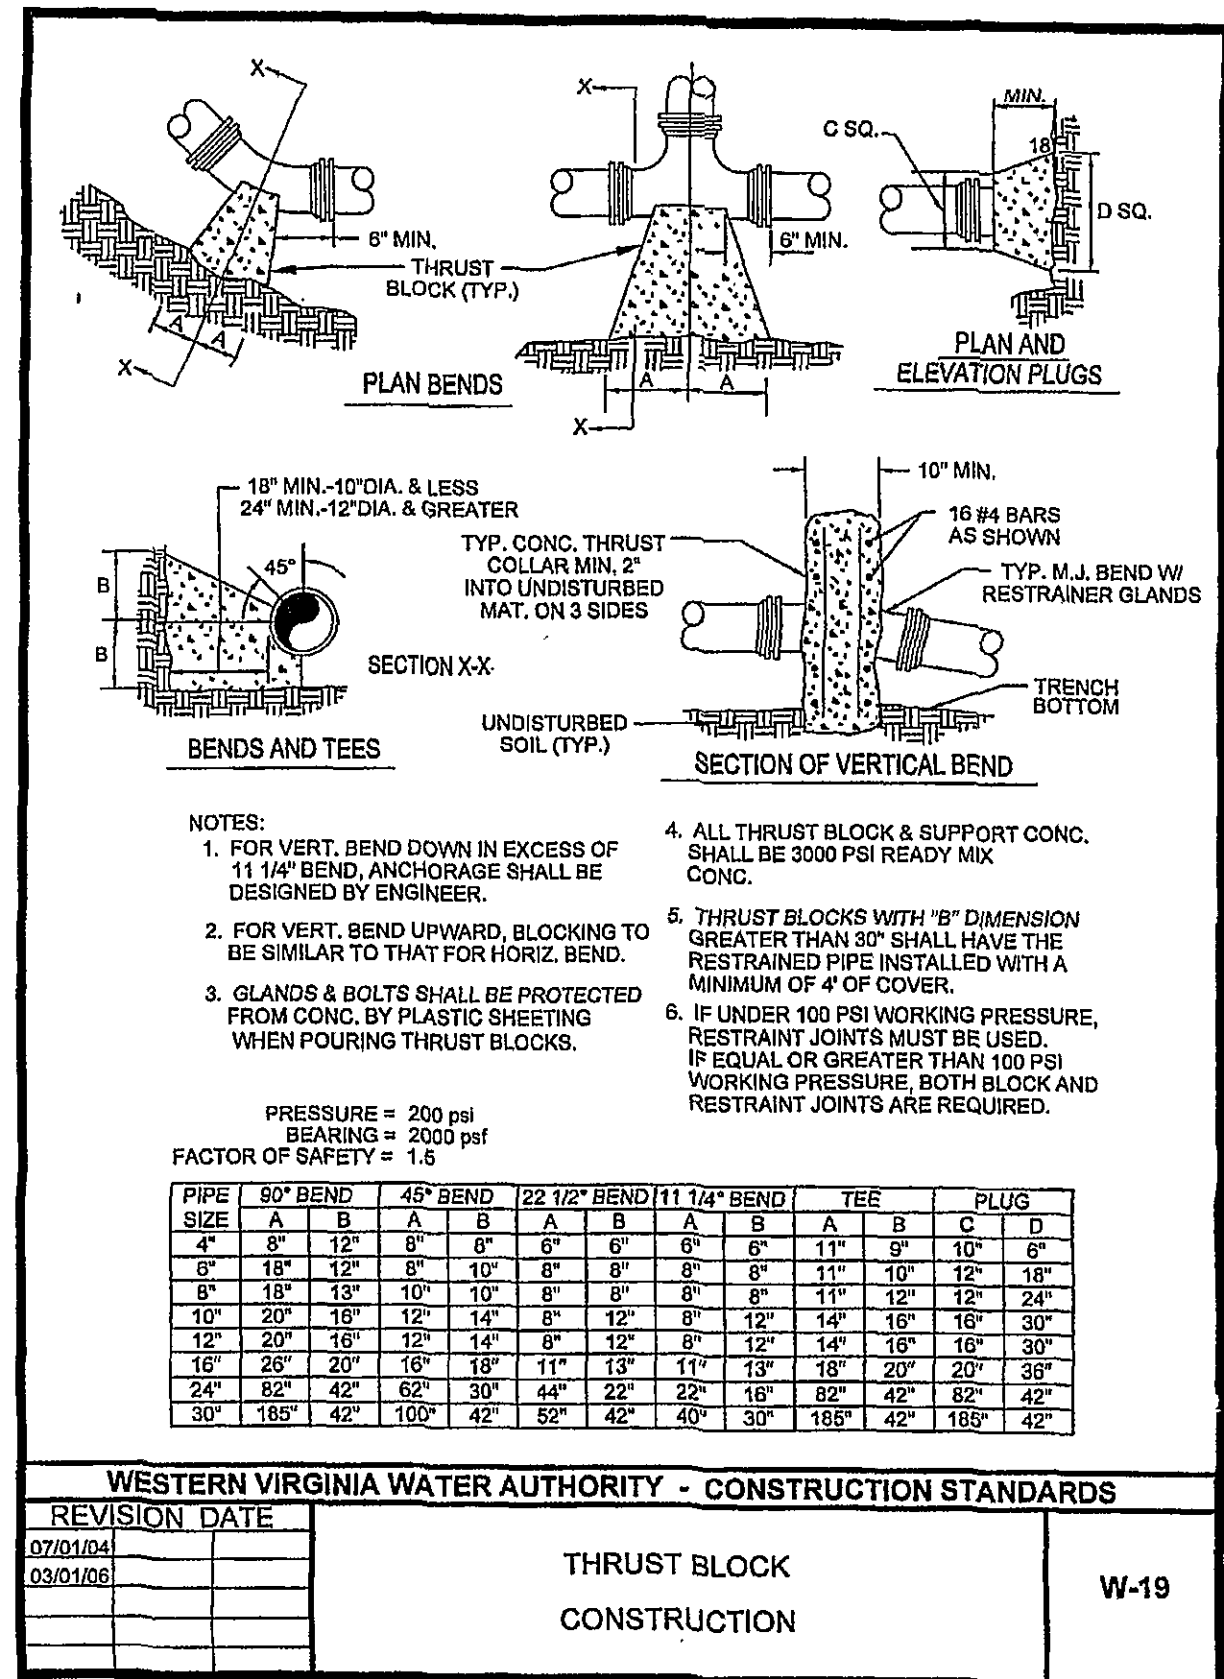 X
X
MIN.
C SQ.
18
D SQ.
6" MIN.
6" MIN.
THRUST
BLOCK (TYP.)
A
A
A
A
X
X
PLAN BENDS
PLAN AND
ELEVATION PLUGS
18" MIN.-10"DIA. & LESS
24" MIN.-12"DIA. & GREATER
45°
B
B
SECTION X-X
BENDS AND TEES
10" MIN.
16 #4 BARS
AS SHOWN
TYP. CONC. THRUST
COLLAR MIN. 2"
INTO UNDISTURBED
MAT. ON 3 SIDES
TYP. M.J. BEND W/
RESTRAINER GLANDS
TRENCH
BOTTOM
UNDISTURBED
SOIL (TYP.)
SECTION OF VERTICAL BEND
NOTES:
1. FOR VERT. BEND DOWN IN EXCESS OF
11 1/4" BEND, ANCHORAGE SHALL BE
DESIGNED BY ENGINEER.
2. FOR VERT. BEND UPWARD, BLOCKING TO
BE SIMILAR TO THAT FOR HORIZ. BEND.
3. GLANDS & BOLTS SHALL BE PROTECTED
FROM CONC. BY PLASTIC SHEETING
WHEN POURING THRUST BLOCKS.
4. ALL THRUST BLOCK & SUPPORT CONC.
SHALL BE 3000 PSI READY MIX
CONC.
5. THRUST BLOCKS WITH "B" DIMENSION
GREATER THAN 30" SHALL HAVE THE
RESTRAINED PIPE INSTALLED WITH A
MINIMUM OF 4' OF COVER.
6. IF UNDER 100 PSI WORKING PRESSURE,
RESTRAINT JOINTS MUST BE USED.
IF EQUAL OR GREATER THAN 100 PSI
WORKING PRESSURE, BOTH BLOCK AND
RESTRAINT JOINTS ARE REQUIRED.
PRESSURE = 200 psi
BEARING = 2000 psf
FACTOR OF SAFETY = 1.5
PIPE 90° BEND 45° BEND 22 1/2° BEND 11 1/4° BEND TEE PLUG
SIZE A B A B A B A B A B C D
4" 8" 12" 8" 8" 6" 6" 6" 6" 11" 9" 10" 6"
6" 18" 12" 8" 10" 8" 8" 8" 8" 11" 10" 12" 18"
8" 18" 13" 10" 10" 8" 8" 8" 8" 11" 12" 12" 24"
10" 20" 16" 12" 14" 8" 12" 8" 12" 14" 16" 16" 30"
12" 20" 16" 12" 14" 8" 12" 8" 12" 14" 16" 16" 30"
16" 26" 20" 16" 18" 11" 13" 11" 13" 18" 20" 20" 36"
24" 82" 42" 62" 30" 44" 22" 22" 16" 82" 42" 82" 42"
30" 185" 42" 100" 42" 52" 42" 40" 30" 185" 42" 185" 42"
WESTERN VIRGINIA WATER AUTHORITY - CONSTRUCTION STANDARDS
REVISION DATE
07/01/04
03/01/06
THRUST BLOCK
CONSTRUCTION
W-19